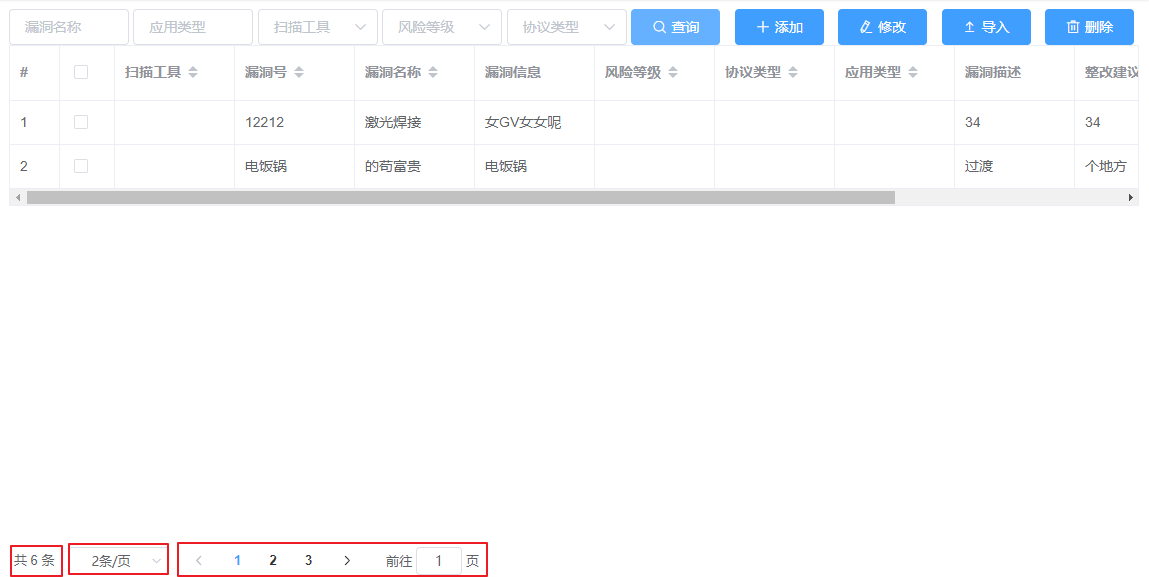 漏洞名称 应用类型 扫描工具 风险等级 协议类型 查询 添加 修改 导入 删除
# 扫描工具 漏洞号 漏洞名称 漏洞信息 风险等级 协议类型 应用类型 漏洞描述 整改建议
1 12212 激光焊接 女GV女女呢 34 34
2 电饭锅 的苟富贵 电饭锅 过渡 个地方
共 6 条 2条/页 1 2 3 前往 1 页